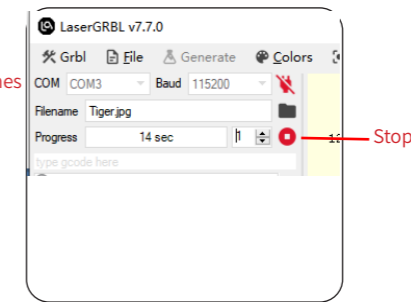 LaserGRBL v7.7.0
Grbl File Generate Colors
nes COM COM3 Baud 115200
Filename Tiger.jpg
Progress 14 sec 1 Stop
type gcode here